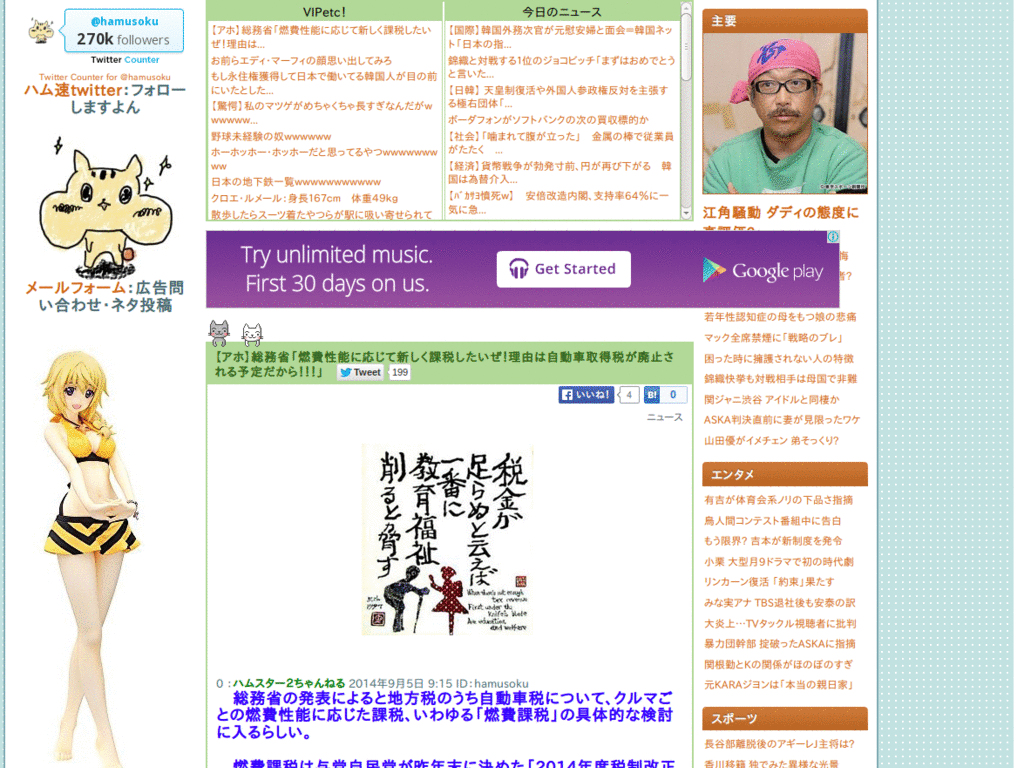 @hamusoku
270k followers
Twitter Counter
Twitter Counter for @hamusoku
ハム速twitter:フォロー
しますよん
メールフォーム:広告問
い合わせ・ネタ投稿
VIPetc!
【アホ】総務省「燃費性能に応じて新しく課税したい
ぜ!理由は...
お前らエディ・マーフィの顔思い出してみろ
もし永住権獲得して日本で働いてる韓国人が目の前
にいたとした...
【驚愕】私のマツゲがめちゃくちゃ長すぎなんだがw
wwwwww...
野球未経験の奴wwwwww
ホーホッホー・ホッホーだと思ってるやつwwwwwwww
ww
日本の地下鉄一覧wwwwwwwwwww
クロエ・ルメール:身長167cm 体重49kg
散歩したらスーツ着たやつらが駅に吸い寄せられて
今日のニュース
【国際】韓国外務次官が元慰安婦と面会=韓国ネッ
ト「日本の指...
錦織と対戦する1位のジョコビッチ「まずはおめでとう
と言いた...
【日韓】 天皇制復活や外国人参政権反対を主張す
る極右団体「...
ボーダフォンがソフトバンクの次の買収標的か
【社会】「噛まれて腹が立った」 金属の棒で従業員
がたたく ...
【経済】貨幣戦争が勃発寸前、円が再び下がる 韓
国は為替介入...
【ﾊﾞｶﾖ憤死w】 安倍改造内閣、支持率64%に一
気に急...
Try unlimited music.
First 30 days on us.
Get Started
Google play
【アホ】総務省「燃費性能に応じて新しく課税したいぜ!理由は自動車取得税が廃止さ
れる予定だから!!!」 Tweet 199
いいね! 4 B! 0
ニュース
税金が
足らぬと云えば
一番に
教育福祉
削るぞと脅す
0 :ハムスター2ちゃんねる 2014年9月5日 9:15 ID:hamusoku
総務省の発表によると地方税のうち自動車税について、クルマご
との燃費性能に応じた課税、いわゆる「燃費課税」の具体的な検討
に入るらしい。
燃費課税は与党自民党が昨年末に決めた「2014年度税制改正
主要
江角騒動 ダディの態度に
若年性認知症の母をもつ娘の悲痛
マック全席禁煙に「戦略のブレ」
困った時に擁護されない人の特徴
錦織快挙も対戦相手は母国で非難
関ジャニ渋谷 アイドルと同棲か
ASKA判決直前に妻が見限ったワケ
山田優がイメチェン 弟そっくり?
エンタメ
有吉が体育会系ノリの下品さ指摘
鳥人間コンテスト番組中に告白
もう限界? 吉本が新制度を発令
小栗 大型月9ドラマで初の時代劇
リンカーン復活 「約束」果たす
みな実アナ TBS退社後も安泰の訳
大炎上…TVタックル視聴者に批判
暴力団幹部 掟破ったASKAに指摘
関根勤とKの関係がほのぼのすぎ
元KARAジヨンは「本当の親日家」
スポーツ
長谷部離脱後のアギーレJ主将は?
香川移籍 独でみた異様な光景